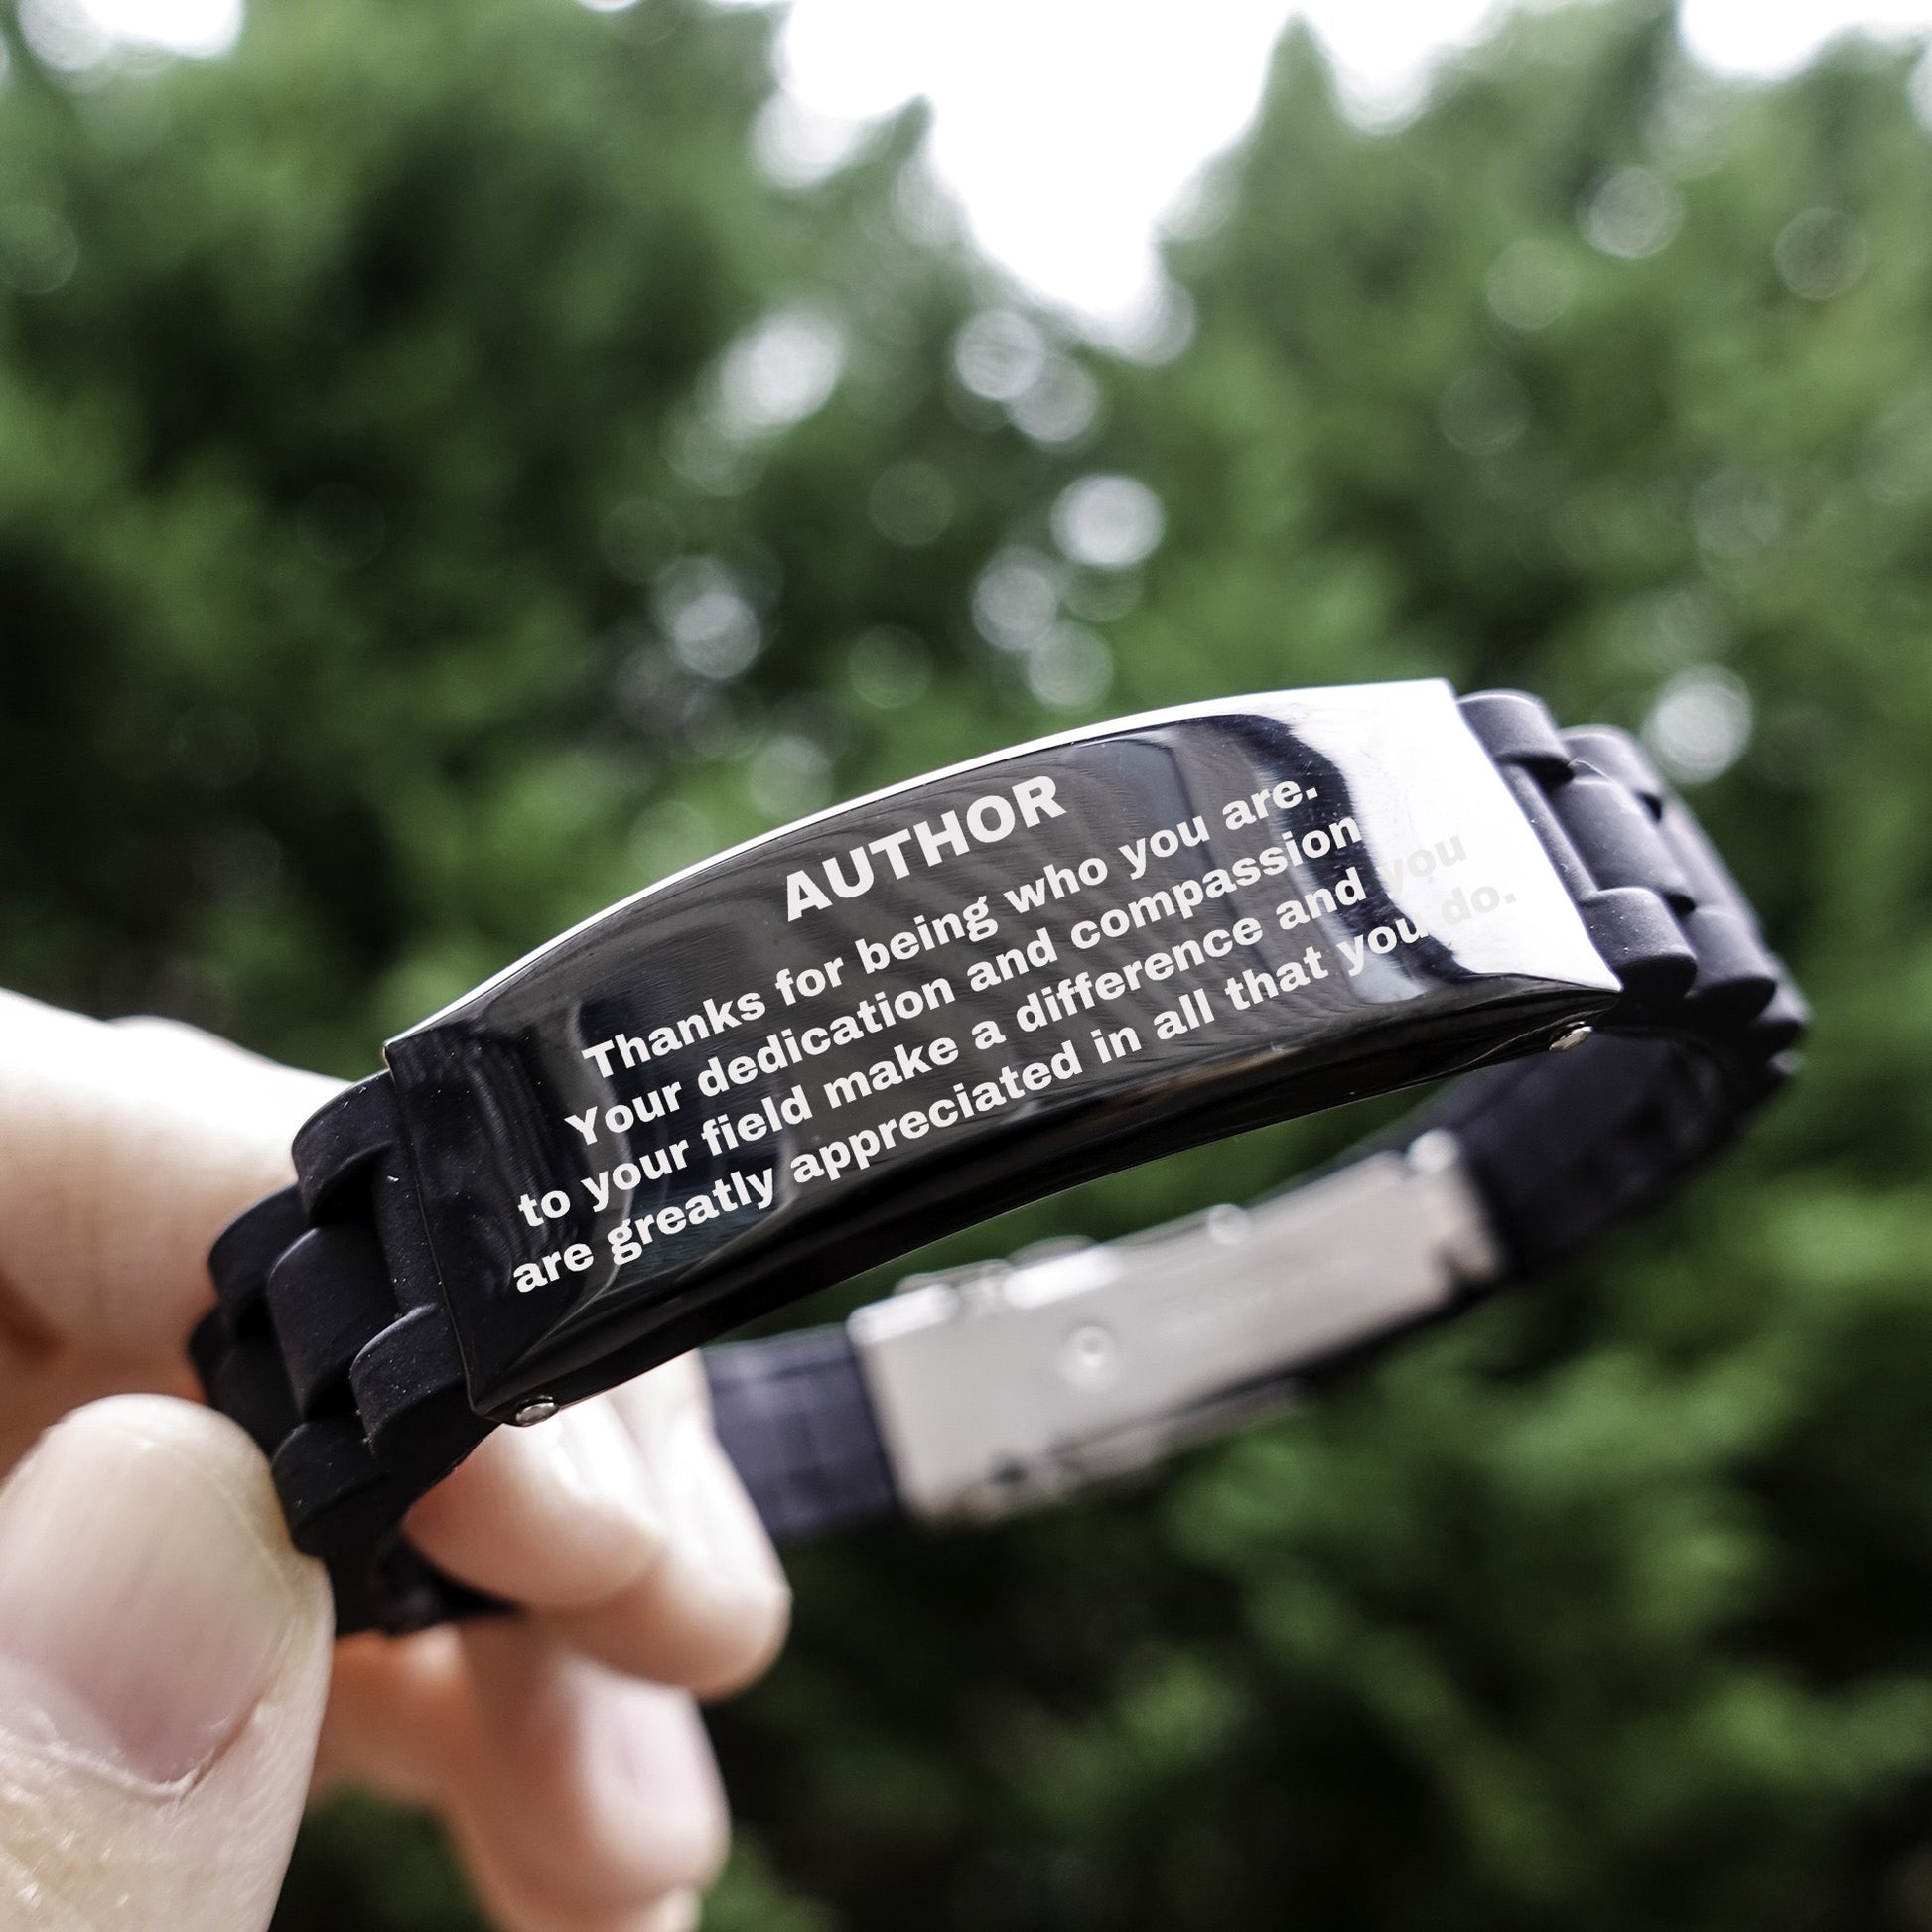 AUTHOR
Thanks for being who you are.
Your dedication and compassion
to your field make a difference and you
are greatly appreciated in all that you do.